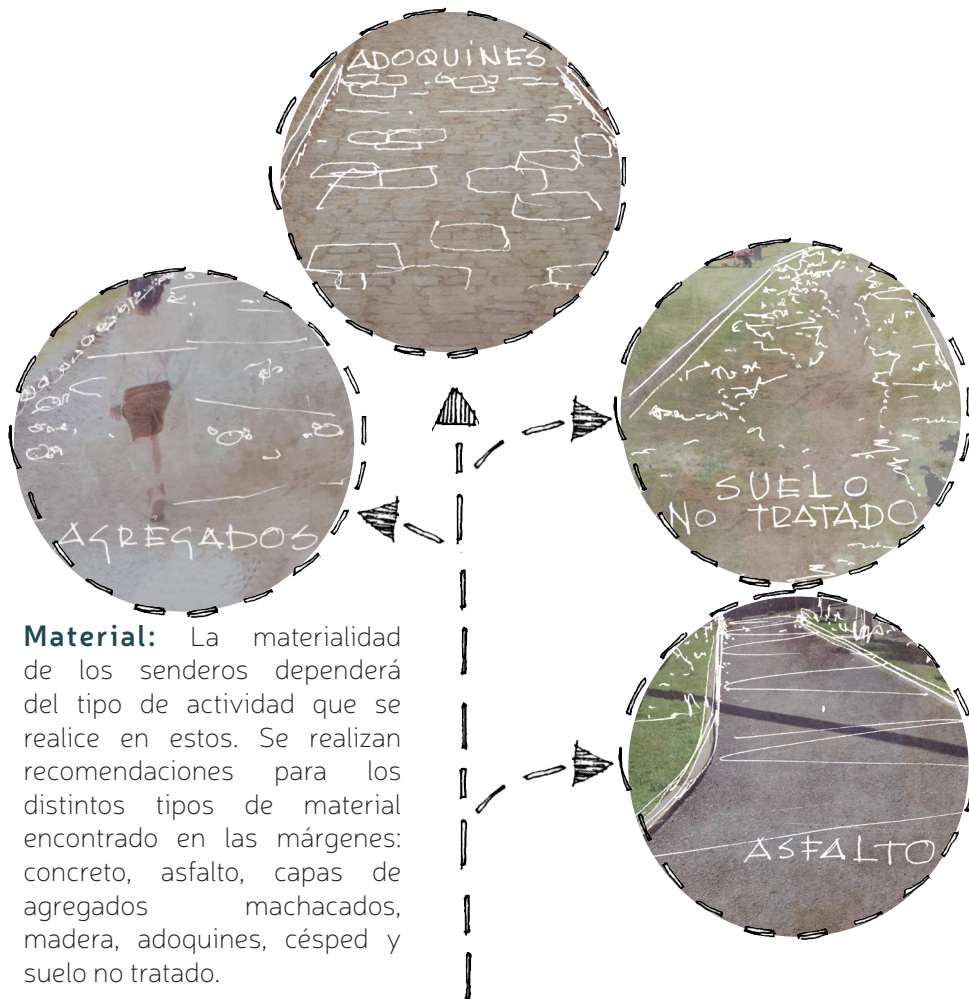 ADOQUINES
AGREGADOS
SUELO
NO TRATADO
Material: La materialidad
de los senderos dependerá
del tipo de actividad que se
realice en estos. Se realizan
recomendaciones para los
distintos tipos de material
encontrado en las márgenes:
concreto, asfalto, capas de
agregados machacados,
madera, adoquines, césped y
suelo no tratado.
ASFALTO